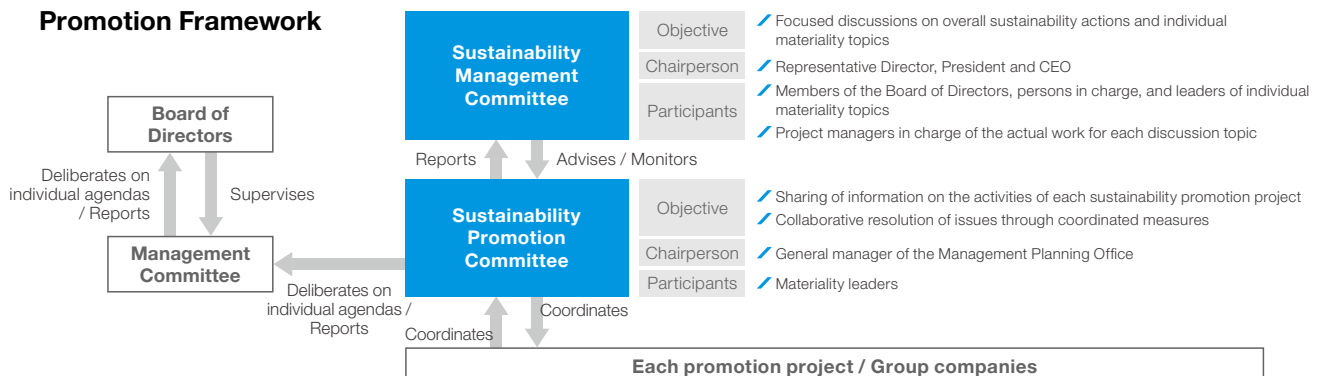 Promotion Framework
Board of
Directors
Deliberates on
individual agendas
/ Reports
Supervises
Management
Committee
Sustainability
Management
Committee
Objective
Focused discussions on overall sustainability actions and individual
materiality topics
Chairperson
Representative Director, President and CEO
Participants
Members of the Board of Directors, persons in charge, and leaders of individual
materiality topics
Project managers in charge of the actual work for each discussion topic
Reports
Advises / Monitors
Sustainability
Promotion
Committee
Objective
Sharing of information on the activities of each sustainability promotion project
Collaborative resolution of issues through coordinated measures
Chairperson
General manager of the Management Planning Office
Participants
Materiality leaders
Deliberates on
individual agendas /
Reports
Coordinates
Coordinates
Each promotion project / Group companies